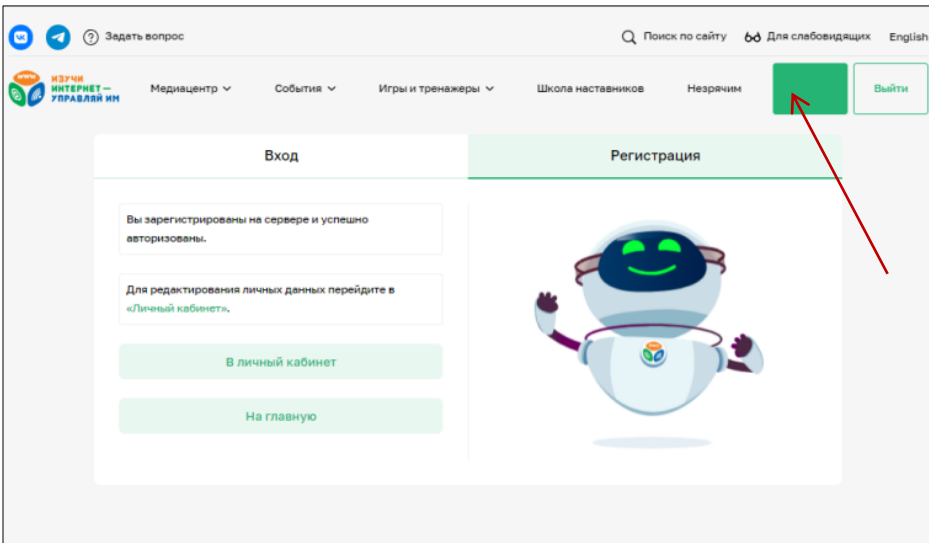 Задать вопрос
Поиск по сайту
Для слабовидящих
English
ИЗУЧИ
ИНТЕРНЕТ —
УПРАВЛЯЙ ИМ
Медиацентр
События
Игры и тренажеры
Школа наставников
Незрячим
Выйти
Вход
Регистрация
Вы зарегистрированы на сервере и успешно
авторизованы.
Для редактирования личных данных перейдите в
«Личный кабинет».
В личный кабинет
На главную